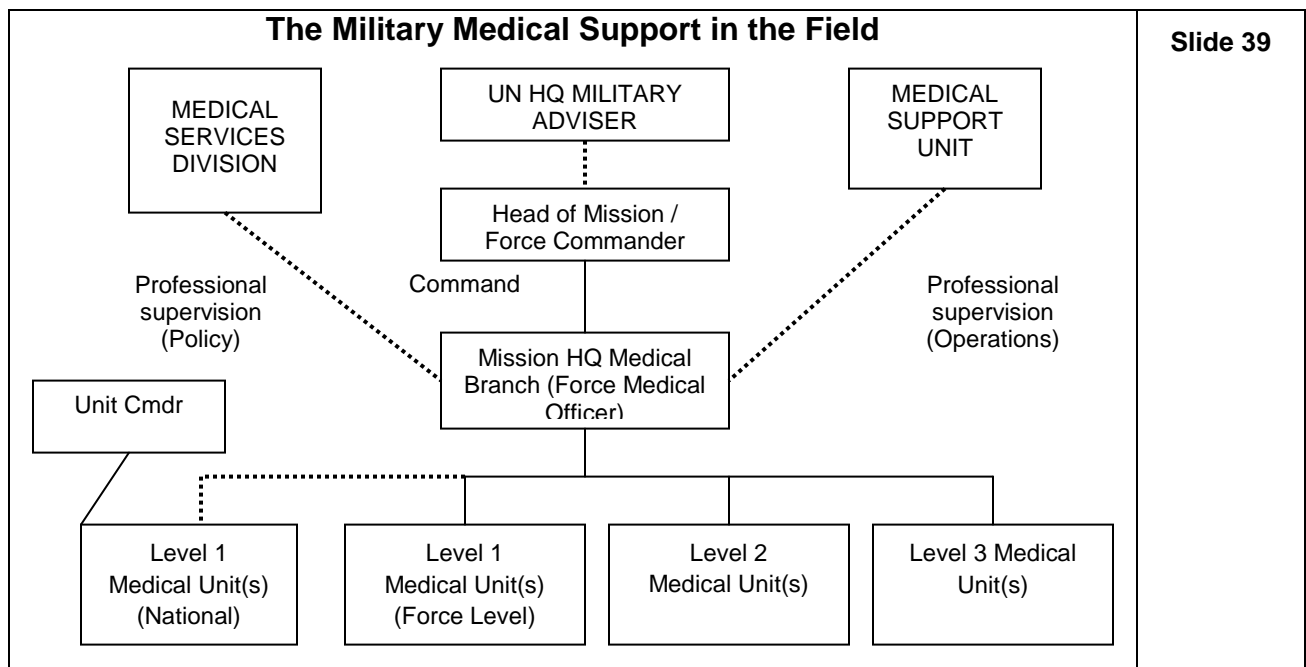 The Military Medical Support in the Field
Slide 39
MEDICAL
SERVICES
DIVISION
UN HQ MILITARY
ADVISER
MEDICAL
SUPPORT
UNIT
Head of Mission /
Force Commander
Professional
supervision
(Policy)
Command
Professional
supervision
(Operations)
Mission HQ Medical
Branch (Force Medical
Officer)
Unit Cmdr
Level 1
Medical Unit(s)
(National)
Level 1
Medical Unit(s)
(Force Level)
Level 2
Medical Unit(s)
Level 3 Medical
Unit(s)